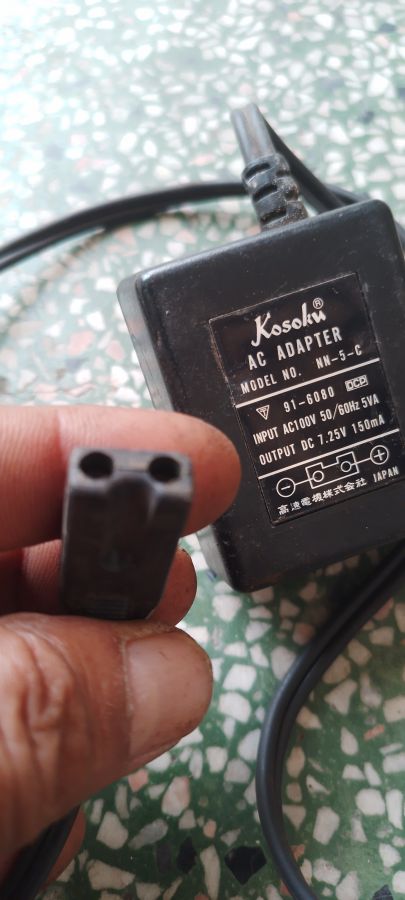 Kosoku®
AC ADAPTER
MODEL NO. NN-5-C
91-6080 DCP
INPUT AC100V 50/60Hz 5VA
OUTPUT DC 7.25V 150mA
高速電機株式会社 JAPAN